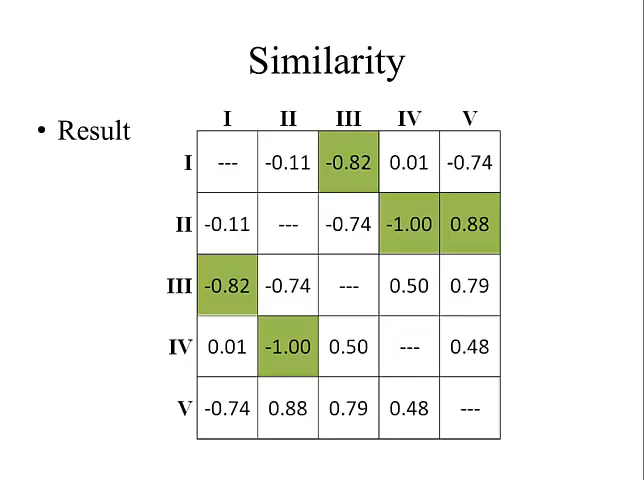 Similarity
• Result
I II III IV V
I --- -0.11 -0.82 0.01 -0.74
II -0.11 --- -0.74 -1.00 0.88
III -0.82 -0.74 --- 0.50 0.79
IV 0.01 -1.00 0.50 --- 0.48
V -0.74 0.88 0.79 0.48 ---